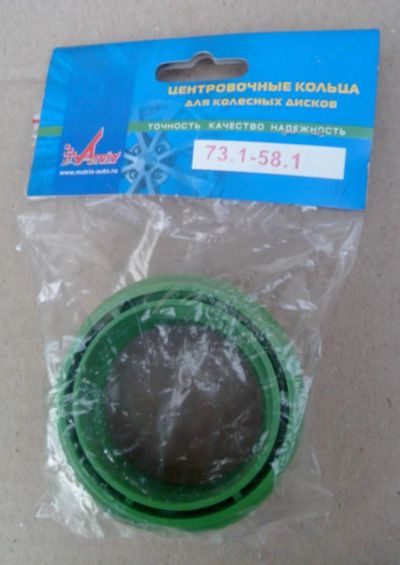 ЦЕНТРОВОЧНЫЕ КОЛЬЦА
ДЛЯ КОЛЕСНЫХ ДИСКОВ
ТОЧНОСТЬ КАЧЕСТВО НАДЕЖНОСТЬ
www.matrix-auto.ru
73.1-58.1